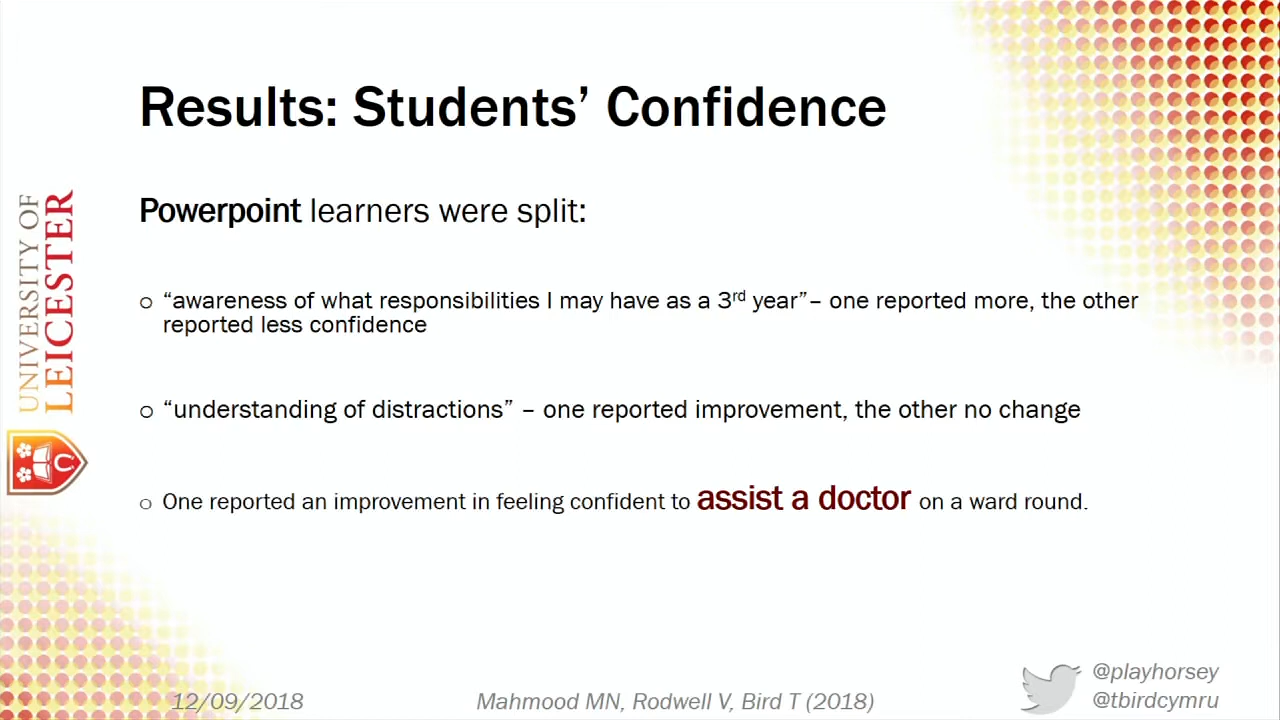 Results: Students’ Confidence
UNIVERSITY OF
LEICESTER
Powerpoint learners were split:
o “awareness of what responsibilities I may have as a 3rd year”– one reported more, the other
reported less confidence
o “understanding of distractions” – one reported improvement, the other no change
o One reported an improvement in feeling confident to assist a doctor on a ward round.
12/09/2018
Mahmood MN, Rodwell V, Bird T (2018)
@playhorsey
@tbirdcymru